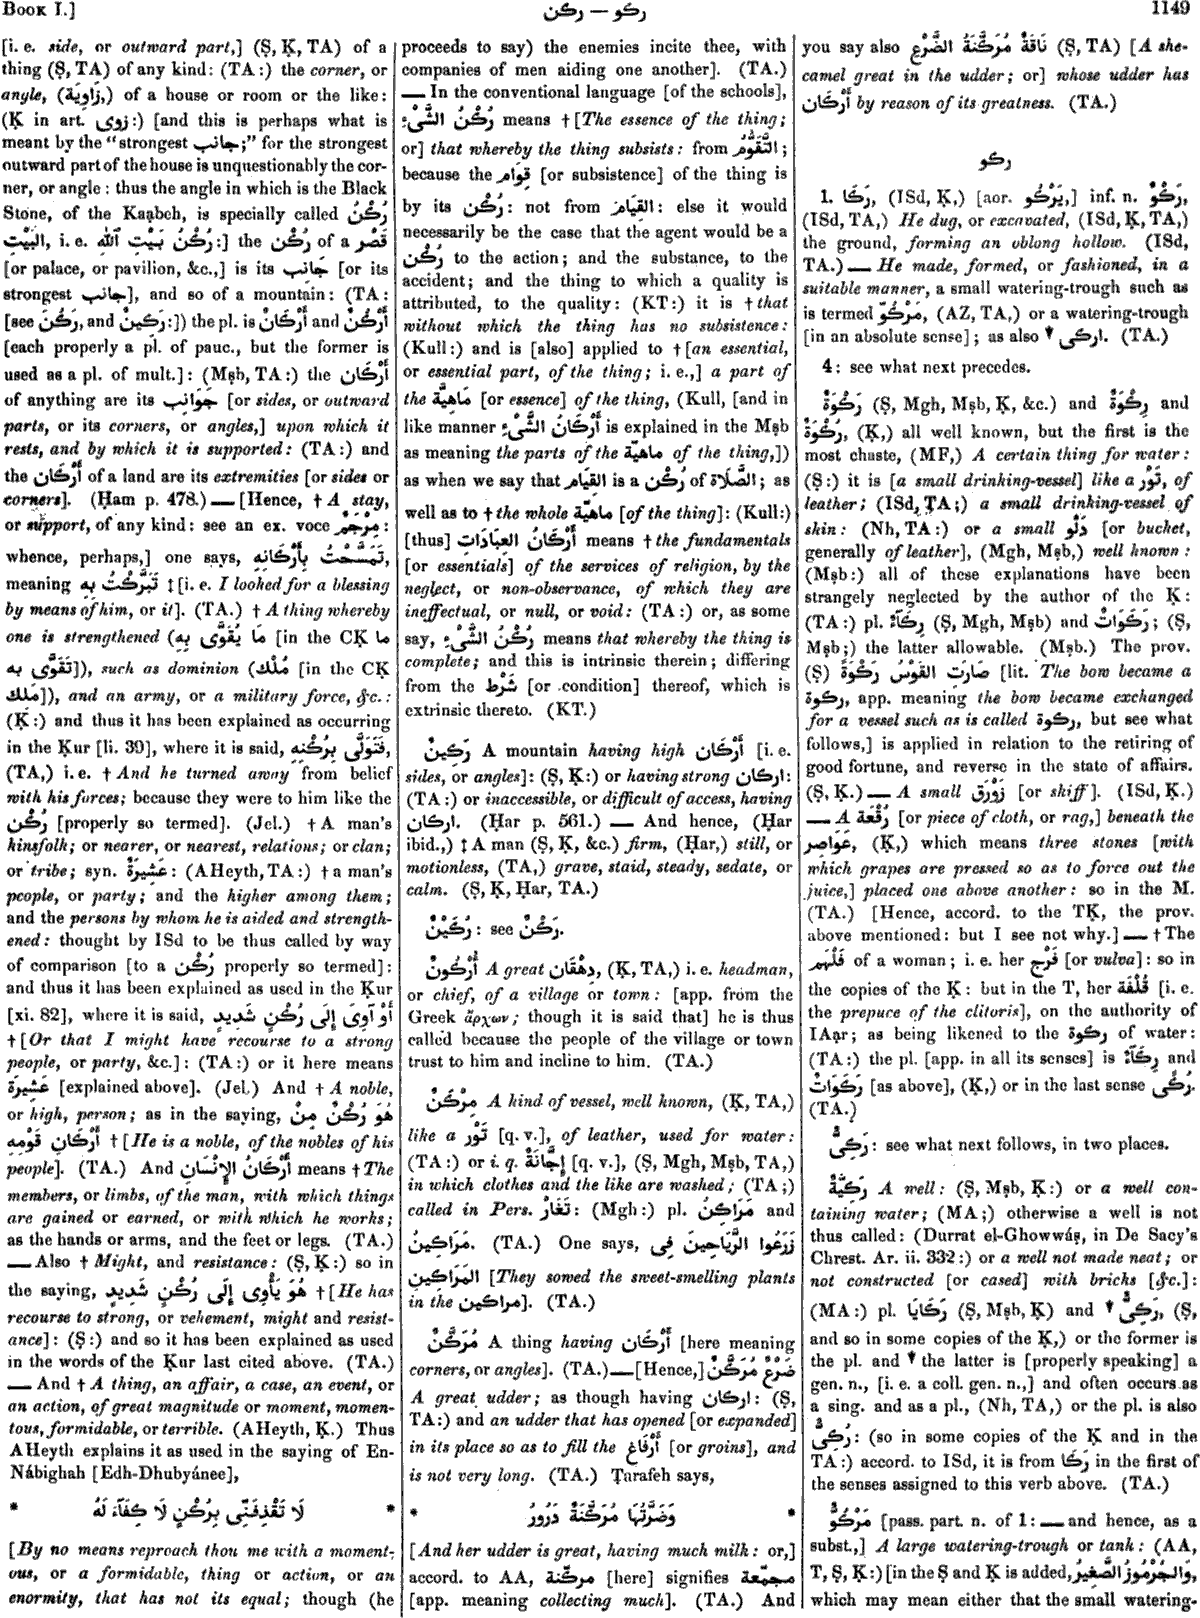 BOOK I.]
ركن — ركو
1149
[i. e. side, or outward part,] (Ṣ, Ḳ, TA) of a
thing (Ṣ, TA) of any kind: (TA:) the corner, or
angle, (زَاوِيَة,) of a house or room or the like:
(Ḳ in art. زوى:) [and this is perhaps what is
meant by the "strongest جانب;" for the strongest
outward part of the house is unquestionably the cor-
ner, or angle: thus the angle in which is the Black
Stone, of the Kaạbeh, is specially called رُكْنُ
البَيْتِ, i. e. رُكْنُ بَيْتِ ٱللّٰهِ:] the رُكْن of a قَصْر
[or palace, or pavilion, &c.,] is its جَانِب [or its
strongest جانب], and so of a mountain: (TA:
[see رَكُنَ, and رَكِينٌ:]) the pl. is أَرْكَانٌ and أَرْكُنٌ
[each properly a pl. of pauc., but the former is
used as a pl. of mult.]: (Mṣb, TA:) the أَرْكَان
of anything are its جَوَانِب [or sides, or outward
parts, or its corners, or angles,] upon which it
rests, and by which it is supported: (TA:) and
the أَرْكَان of a land are its extremities [or sides or
corners]. (Ḥam p. 478.) — [Hence, † A stay,
or support, of any kind: see an ex. voce مِرْجَمٌ:
whence, perhaps,] one says, تَمَسَّحْتُ بِأَرْكَانِهِ,
meaning تَبَرَّكْتُ بِهِ ‡ [i. e. I looked for a blessing
by means of him, or it]. (TA.) † A thing whereby
one is strengthened (مَا يُقَوَّى بِهِ [in the CḲ ما
تَقَوَّى به]), such as dominion (مُلْك [in the CḲ
مَلَك]), and an army, or a military force, &c.:
(Ḳ:) and thus it has been explained as occurring
in the Ḳur [li. 39], where it is said, فَتَوَلَّى بِرُكْنِهِ,
(TA,) i. e. † And he turned away from belief
with his forces; because they were to him like the
رُكْن [properly so termed]. (Jel.) † A man's
kinsfolk; or nearer, or nearest, relations; or clan;
or tribe; syn. عَشِيرَةٌ: (AHeyth, TA:) † a man's
people, or party; and the higher among them;
and the persons by whom he is aided and strength-
ened: thought by ISd to be thus called by way
of comparison [to a رُكْن properly so termed]:
and thus it has been explained as used in the Ḳur
[xi. 82], where it is said, أَوْ آوِى إِلَى رُكْنٍ شَدِيدٍ
† [Or that I might have recourse to a strong
people, or party, &c.]: (TA:) or it here means
عَشِيرَة [explained above]. (Jel.) And † A noble,
or high, person; as in the saying, هُوَ رُكْنٌ مِنْ
أَرْكَانِ قَوْمِهِ † [He is a noble, of the nobles of his
people]. (TA.) And أَرْكَانُ الإِنْسَانِ means † The
members, or limbs, of the man, with which things
are gained or earned, or with which he works;
as the hands or arms, and the feet or legs. (TA.)
— Also † Might, and resistance: (Ṣ, Ḳ:) so in
the saying, هُوَ يَأْوِى إِلَى رُكْنٍ شَدِيدٍ † [He has
recourse to strong, or vehement, might and resist-
ance]: (Ṣ:) and so it has been explained as used
in the words of the Ḳur last cited above. (TA.)
— And † A thing, an affair, a case, an event, or
an action, of great magnitude or moment, momen-
tous, formidable, or terrible. (AHeyth, Ḳ.) Thus
AHeyth explains it as used in the saying of En-
Nábighah [Edh-Dhubyánee],
* لَا تَقْذِفَنِّى بِرُكْنٍ لَا كِفَآءَ لَهُ *
[By no means reproach thou me with a moment-
ous, or a formidable, thing or action, or an
enormity, that has not its equal; though (he
proceeds to say) the enemies incite thee, with
companies of men aiding one another]. (TA.)
— In the conventional language [of the schools],
رُكْنُ الشَّىْءِ means † [The essence of the thing;
or] that whereby the thing subsists: from التَّقَوُّم;
because the قِوَام [or subsistence] of the thing is
by its رُكْن: not from القِيَام: else it would
necessarily be the case that the agent would be a
رُكْن to the action; and the substance, to the
accident; and the thing to which a quality is
attributed, to the quality: (KT:) it is † that
without which the thing has no subsistence:
(Kull:) and is [also] applied to † [an essential,
or essential part, of the thing; i. e.,] a part of
the مَاهِيَّة [or essence] of the thing, (Kull, [and in
like manner أَرْكَانُ الشَّىْءِ is explained in the Mṣb
as meaning the parts of the ماهيّة of the thing,])
as when we say that القِيَام is a رُكْن of الصَّلَاة; as
well as to † the whole ماهيّة [of the thing]: (Kull:)
[thus] أَرْكَانُ العِبَادَاتِ means † the fundamentals
[or essentials] of the services of religion, by the
neglect, or non-observance, of which they are
ineffectual, or null, or void: (TA:) or, as some
say, رُكْنُ الشَّىْءِ means that whereby the thing is
complete; and this is intrinsic therein; differing
from the شَرْط [or condition] thereof, which is
extrinsic thereto. (KT.)
رَكِينٌ A mountain having high أَرْكَان [i. e.
sides, or angles]: (Ṣ, Ḳ:) or having strong اركان:
(TA:) or inaccessible, or difficult of access, having
اركان. (Ḥar p. 561.) — And hence, (Ḥar
ibid.,) ‡ A man (Ṣ, Ḳ, &c.) firm, (Ḥar,) still, or
motionless, (TA,) grave, staid, steady, sedate, or
calm. (Ṣ, Ḳ, Ḥar, TA.)
رُكَيْنٌ: see رَكْنٌ.
أُرْكُونٌ A great دِهْقَان, (Ḳ, TA,) i. e. headman,
or chief, of a village or town: [app. from the
Greek ἄρχων; though it is said that] he is thus
called because the people of the village or town
trust to him and incline to him. (TA.)
مِرْكَنٌ A kind of vessel, well known, (Ḳ, TA,)
like a تَوْر [q. v.], of leather, used for water:
(TA:) or i. q. إِجَّانَةٌ [q. v.], (Ṣ, Mgh, Mṣb, TA,)
in which clothes and the like are washed; (TA;)
called in Pers. تَغَارْ: (Mgh:) pl. مَرَاكِنُ and
مَرَاكِينُ. (TA.) One says, زَرَعُوا الرَّيَاحِينَ فِى
المَرَاكِينِ [They sowed the sweet-smelling plants
in the مراكين]. (TA.)
مُرَكَّنٌ A thing having أَرْكَان [here meaning
corners, or angles]. (TA.) — [Hence,] ضَرْعٌ مُرَكَّنٌ
A great udder; as though having اركان: (Ṣ,
TA:) and an udder that has opened [or expanded]
in its place so as to fill the أَرْفَاغ [or groins], and
is not very long. (TA.) Ṭarafeh says,
* وَضَرَّتُهَا مُرَكَّنَةٌ دَرُورُ *
[And her udder is great, having much milk: or,]
accord. to AA, مركّنة [here] signifies مجمّعة
[app. meaning collecting much]. (TA.) And
you say also نَاقَةٌ مُرَكَّنَةُ الضَّرْعِ (Ṣ, TA) [A she-
camel great in the udder; or] whose udder has
أَرْكَان by reason of its greatness. (TA.)
ركو
1. رَكَا, (ISd, Ḳ,) [aor. يَرْكُو,] inf. n. رَكْوٌ,
(ISd, TA,) He dug, or excavated, (ISd, Ḳ, TA,)
the ground, forming an oblong hollow. (ISd,
TA.) — He made, formed, or fashioned, in a
suitable manner, a small watering-trough such as
is termed مَرْكُوّ, (AZ, TA,) or a watering-trough
[in an absolute sense]; as also ▼ اركى. (TA.)
4: see what next precedes.
رَكْوَةٌ (Ṣ, Mgh, Mṣb, Ḳ, &c.) and رِكْوَةٌ and
رُكْوَةٌ, (Ḳ,) all well known, but the first is the
most chaste, (MF,) A certain thing for water:
(Ṣ:) it is [a small drinking-vessel] like a تَوْر, of
leather; (ISd, TA;) a small drinking-vessel of
skin: (Nh, TA:) or a small دَلْو [or bucket,
generally of leather], (Mgh, Mṣb,) well known:
(Mṣb:) all of these explanations have been
strangely neglected by the author of the Ḳ:
(TA:) pl. رِكَآءٌ (Ṣ, Mgh, Mṣb) and رَكَوَاتٌ; (Ṣ,
Mṣb;) the latter allowable. (Mṣb.) The prov.
(Ṣ) صَارَتِ القَوْسُ رَكْوَةً [lit. The bow became a
ركوة, app. meaning the bow became exchanged
for a vessel such as is called ركوة, but see what
follows,] is applied in relation to the retiring of
good fortune, and reverse in the state of affairs.
(Ṣ, Ḳ.) — A small زَوْرَق [or skiff]. (ISd, Ḳ.)
— A رُقْعَة [or piece of cloth, or rag,] beneath the
عَوَاصِر, (Ḳ,) which means three stones [with
which grapes are pressed so as to force out the
juice,] placed one above another: so in the M.
(TA.) [Hence, accord. to the TḲ, the prov.
above mentioned: but I see not why.] — † The
فَلْهَم of a woman; i. e. her فَرْج [or vulva]: so in
the copies of the Ḳ: but in the T, her قُلْفَة [i. e.
the prepuce of the clitoris], on the authority of
IAạr; as being likened to the ركوة of water:
(TA:) the pl. [app. in all its senses] is رِكَآءٌ and
رَكَوَاتٌ [as above], (Ḳ,) or in the last sense رُكًى.
(TA.)
رَكِىٌّ: see what next follows, in two places.
رَكِيَّةٌ A well: (Ṣ, Mṣb, Ḳ:) or a well con-
taining water; (MA;) otherwise a well is not
thus called: (Durrat el-Ghowwáṣ, in De Sacy's
Chrest. Ar. ii. 332:) or a well not made neat; or
not constructed [or cased] with bricks [&c.]:
(MA:) pl. رَكَايَا (Ṣ, Mṣb, Ḳ) and ▼ رَكِىٌّ, (Ṣ,
and so in some copies of the Ḳ,) or the former is
the pl. and ▼ the latter is [properly speaking] a
gen. n., [i. e. a coll. gen. n.,] and often occurs as
a sing. and as a pl., (Nh, TA,) or the pl. is also
رُكِىٌّ: (so in some copies of the Ḳ and in the
TA:) accord. to ISd, it is from رَكَا in the first of
the senses assigned to this verb above. (TA.)
مَرْكُوٌّ [pass. part. n. of 1: — and hence, as a
subst.,] A large watering-trough or tank: (AA,
T, Ṣ, Ḳ:) [in the Ṣ and Ḳ is added, وَالجُرْمُوزُ الصَّغِيرُ,
which may mean either that the small watering-